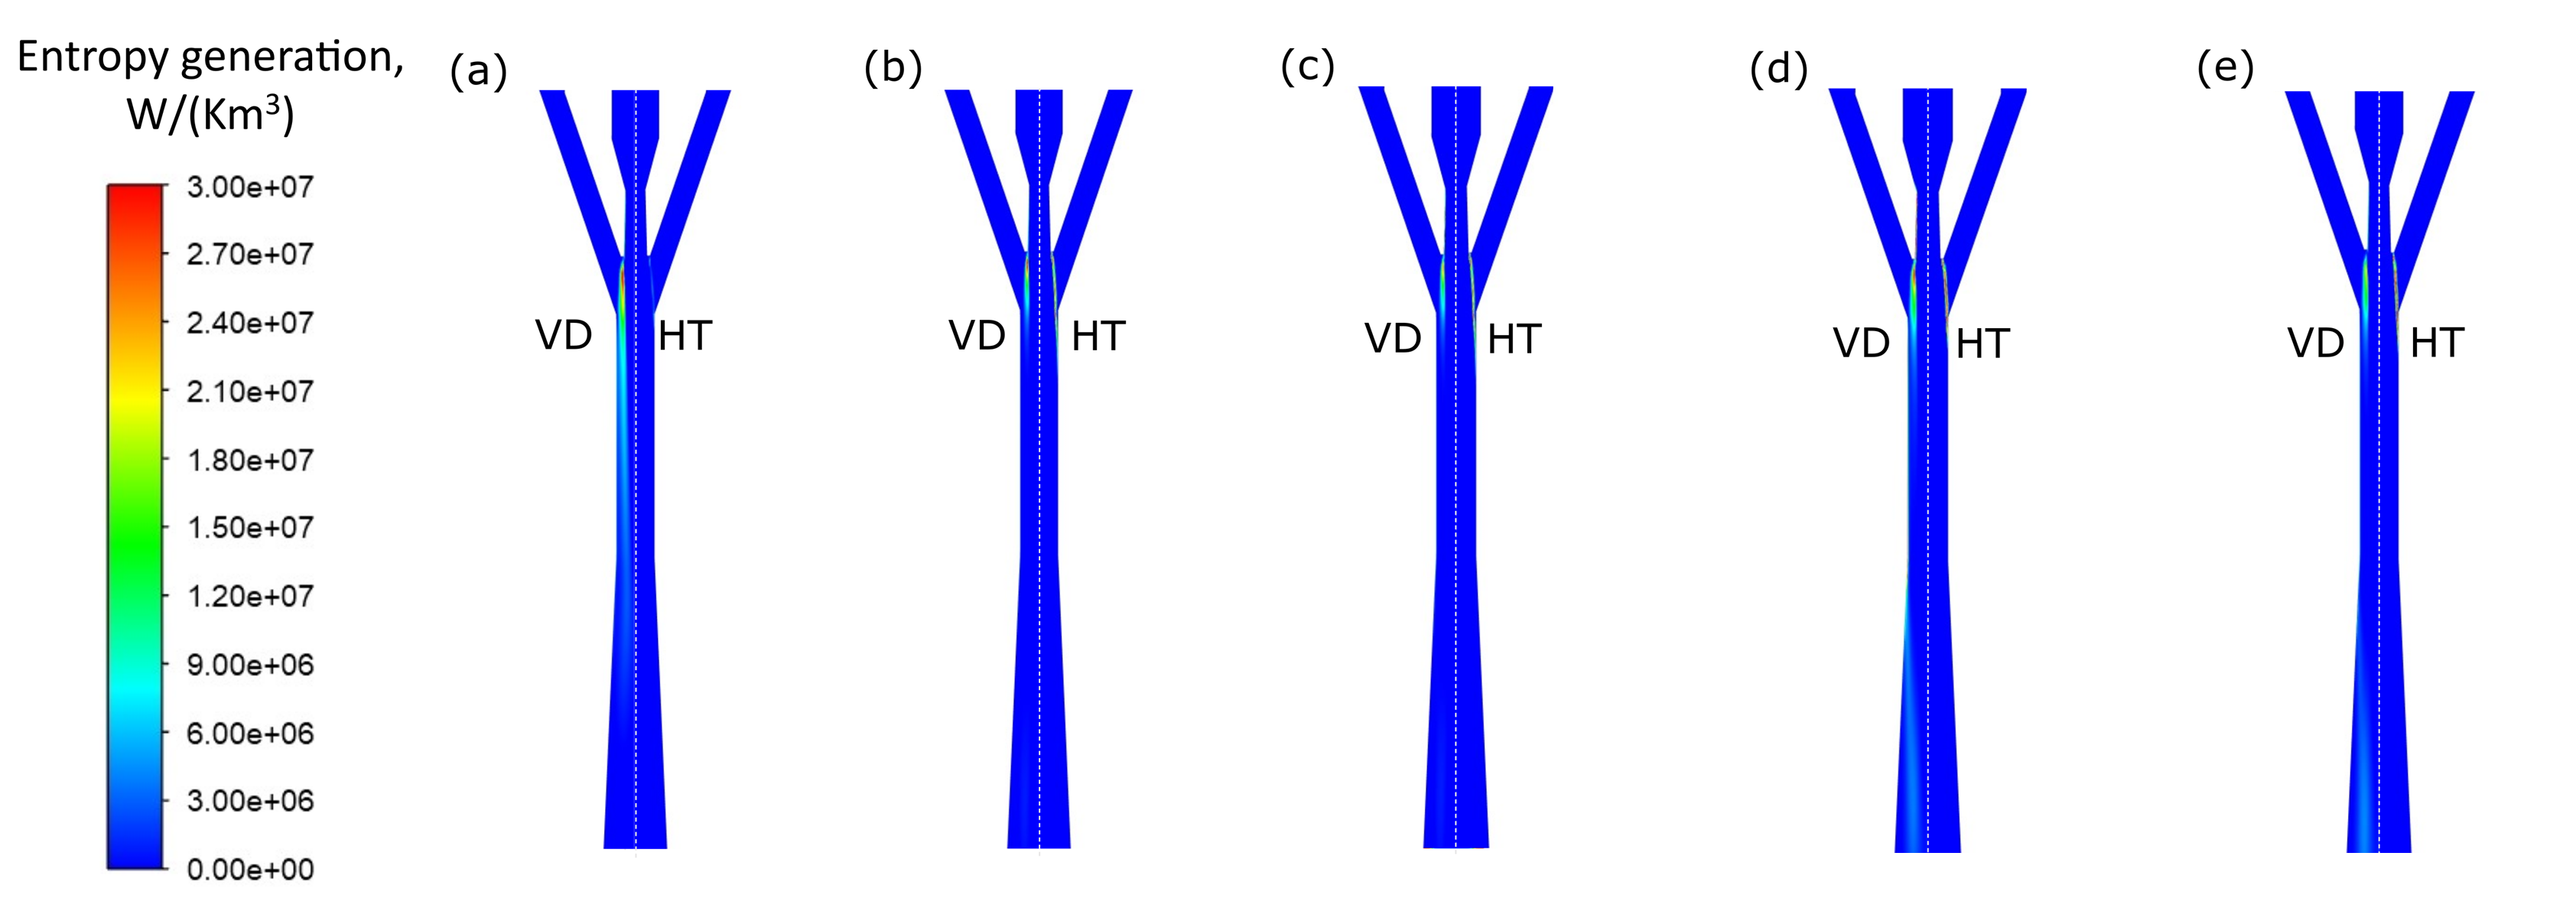 Entropy generation,
W/(Km³)
3.00e+07
2.70e+07
2.40e+07
2.10e+07
1.80e+07
1.50e+07
1.20e+07
9.00e+06
6.00e+06
3.00e+06
0.00e+00
(a)
VD HT
(b)
VD HT
(c)
VD HT
(d)
VD HT
(e)
VD HT